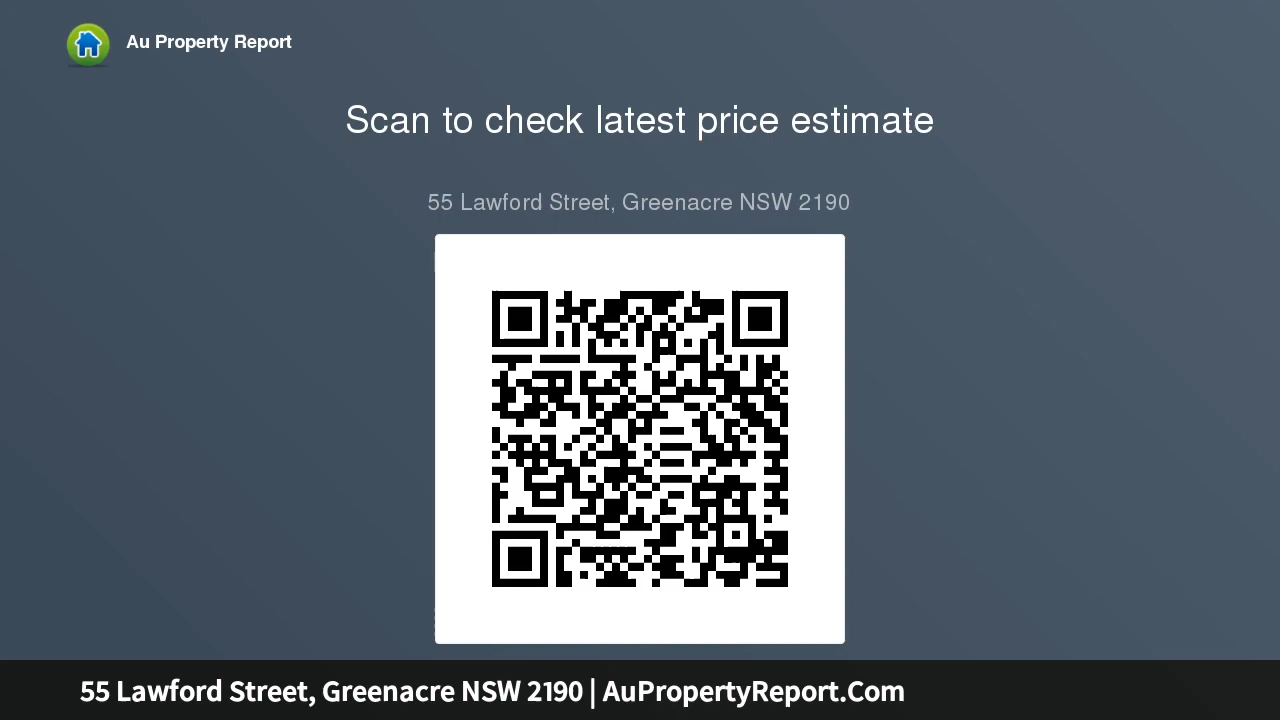 Au Property Report
Scan to check latest price estimate
55 Lawford Street, Greenacre NSW 2190
55 Lawford Street, Greenacre NSW 2190 | AuPropertyReport.Com